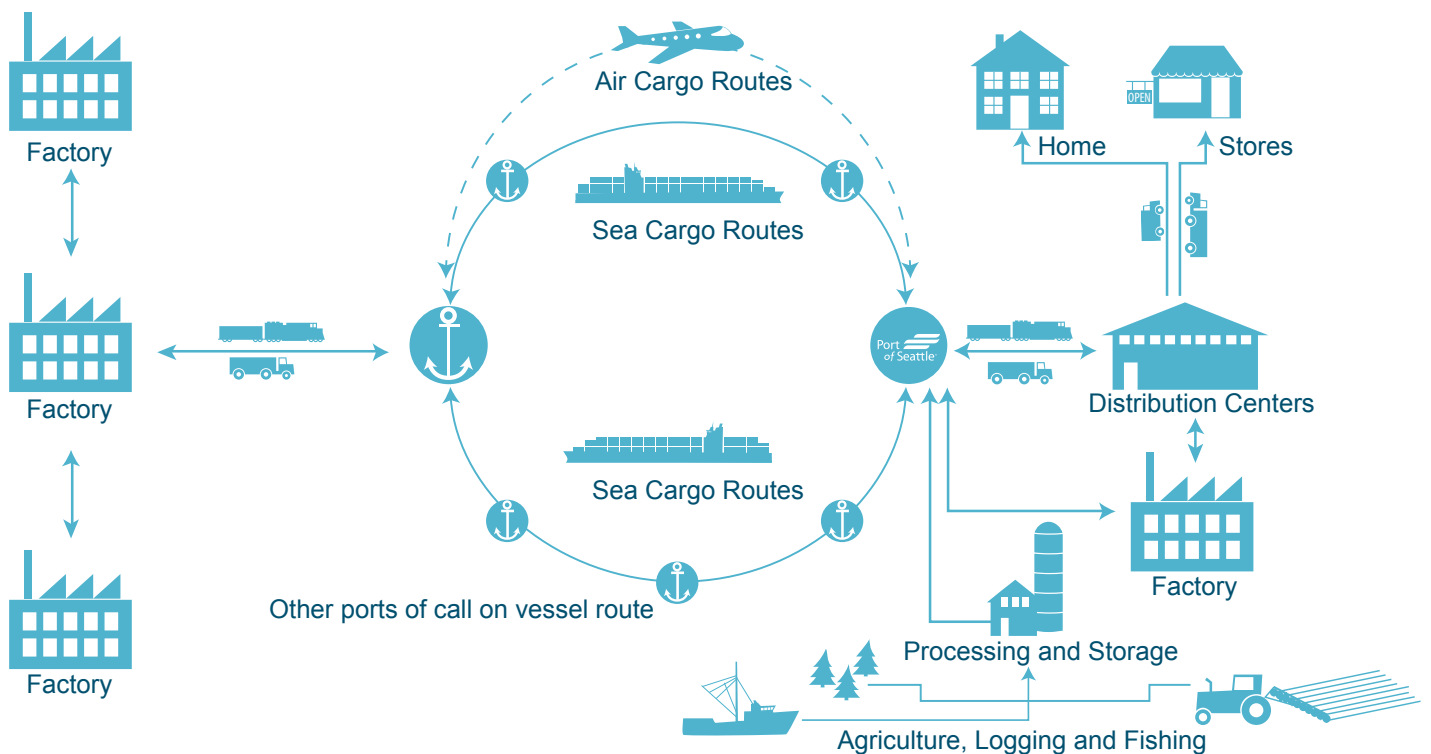 Air Cargo Routes
OPEN
Factory
Home
Stores
Sea Cargo Routes
Port
of Seattle
Factory
Distribution Centers
Sea Cargo Routes
Factory
Other ports of call on vessel route
Processing and Storage
Factory
Agriculture, Logging and Fishing